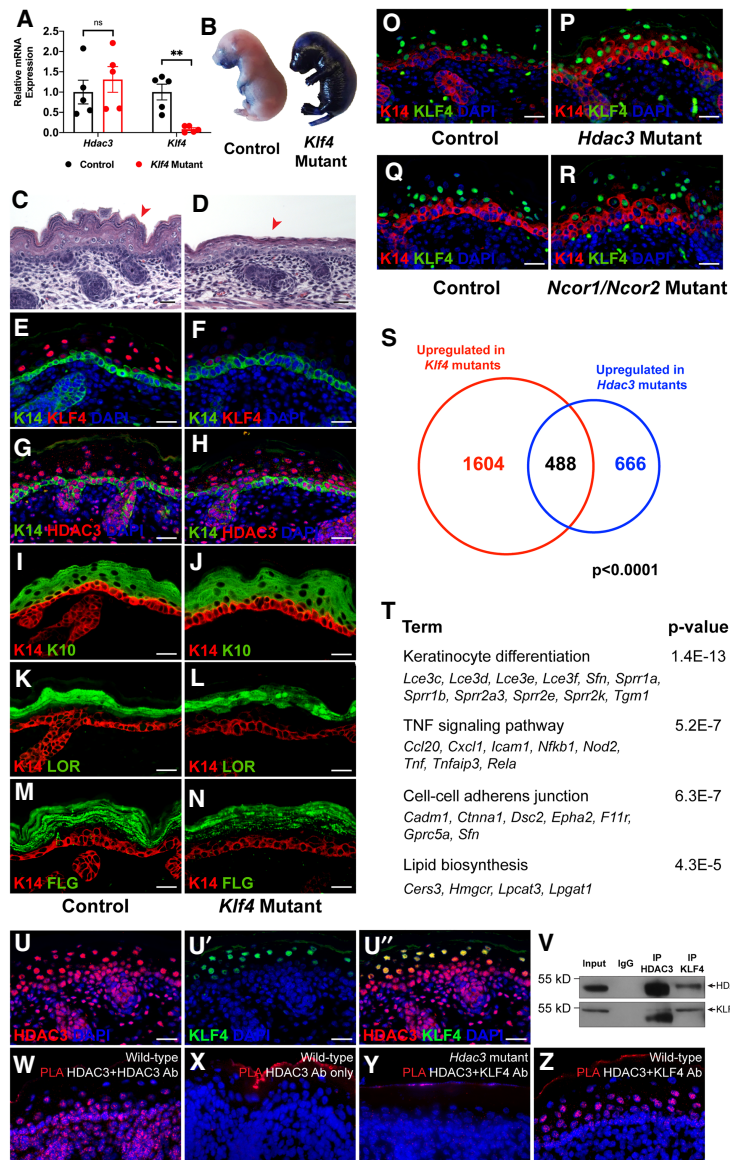 A
ns
**
Relative mRNA
Expression
2.5
2.0
1.5
1.0
0.5
0.0
Hdac3
Klf4
Control
Klf4 Mutant
B
Control
Klf4
Mutant
C
D
E
K14 KLF4 DAPI
F
K14 KLF4 DAPI
G
K14 HDAC3 DAPI
H
K14 HDAC3 DAPI
I
K14 K10
J
K14 K10
K
K14 LOR
L
K14 LOR
M
K14 FLG
N
K14 FLG
Control
Klf4 Mutant
O
K14 KLF4 DAPI
P
K14 KLF4 DAPI
Control
Hdac3 Mutant
Q
K14 KLF4 DAPI
R
K14 KLF4 DAPI
Control
Ncor1/Ncor2 Mutant
S
Upregulated in
Klf4 mutants
Upregulated in
Hdac3 mutants
1604
488
666
p<0.0001
T
Term p-value
Keratinocyte differentiation 1.4E-13
Lce3c, Lce3d, Lce3e, Lce3f, Sfn, Sprr1a,
Sprr1b, Sprr2a3, Sprr2e, Sprr2k, Tgm1
TNF signaling pathway 5.2E-7
Ccl20, Cxcl1, Icam1, Nfkb1, Nod2,
Tnf, Tnfaip3, Rela
Cell-cell adherens junction 6.3E-7
Cadm1, Ctnna1, Dsc2, Epha2, F11r,
Gprc5a, Sfn
Lipid biosynthesis 4.3E-5
Cers3, Hmgcr, Lpcat3, Lpgat1
U
HDAC3 DAPI
U′
KLF4 DAPI
U″
HDAC3 KLF4 DAPI
V
Input
IgG
IP
HDAC3
IP
KLF4
55 kD
HD
55 kD
KLF
W
Wild-type
PLA HDAC3+HDAC3 Ab
X
Wild-type
PLA HDAC3 Ab only
Y
Hdac3 mutant
PLA HDAC3+KLF4 Ab
Z
Wild-type
PLA HDAC3+KLF4 Ab